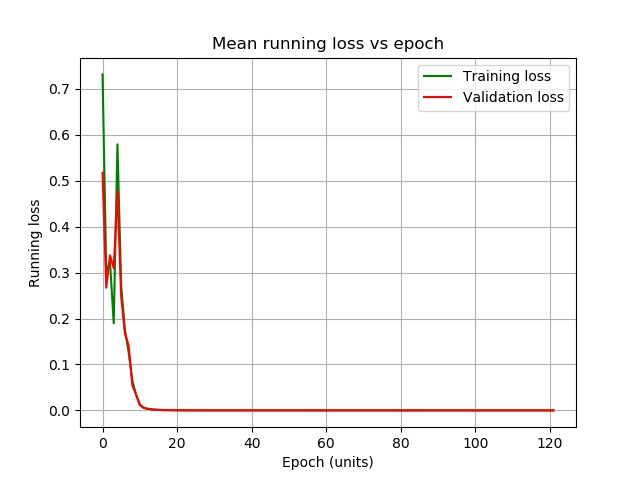 Mean running loss vs epoch
Training loss
Validation loss
0.7
0.6
0.5
0.4
0.3
0.2
0.1
0.0
Running loss
0 20 40 60 80 100 120
Epoch (units)